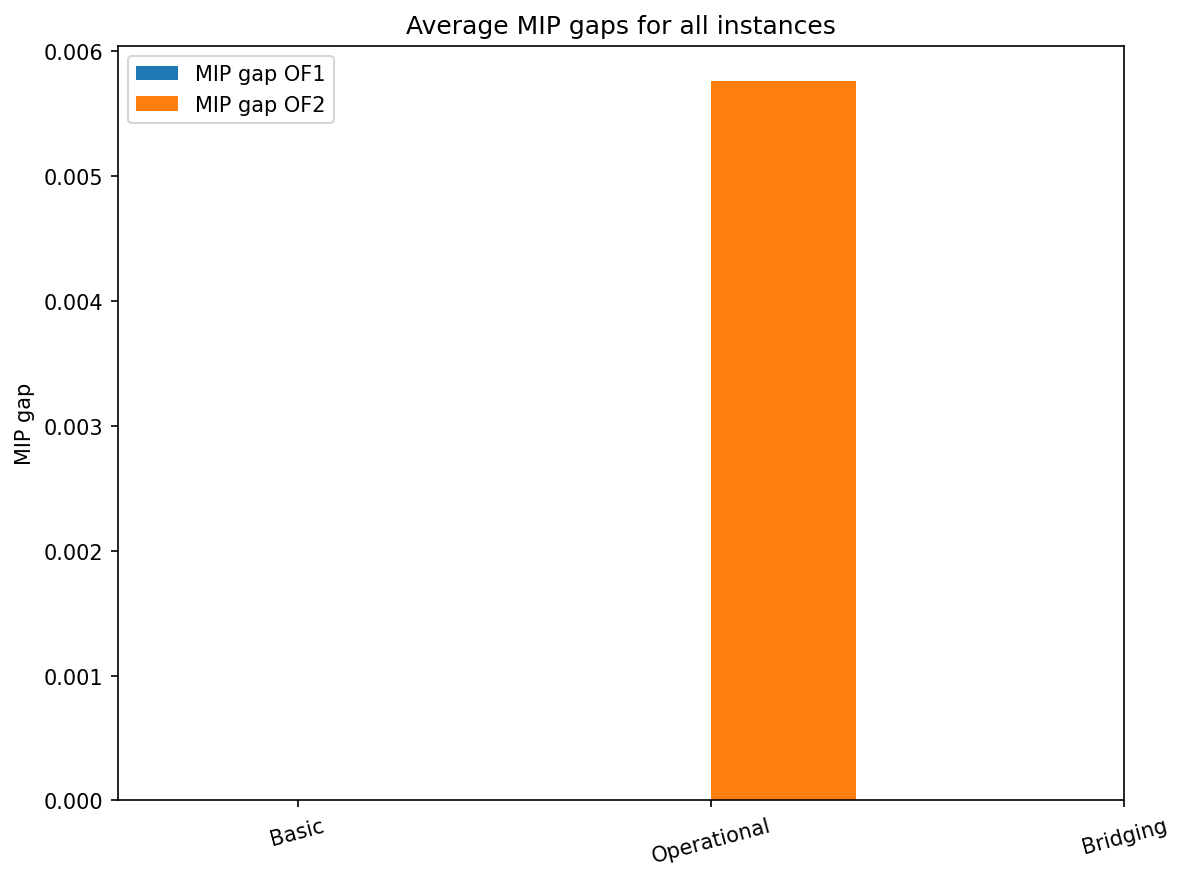 Average MIP gaps for all instances
MIP gap OF1
MIP gap OF2
MIP gap
0.006
0.005
0.004
0.003
0.002
0.001
0.000
Basic
Operational
Bridging